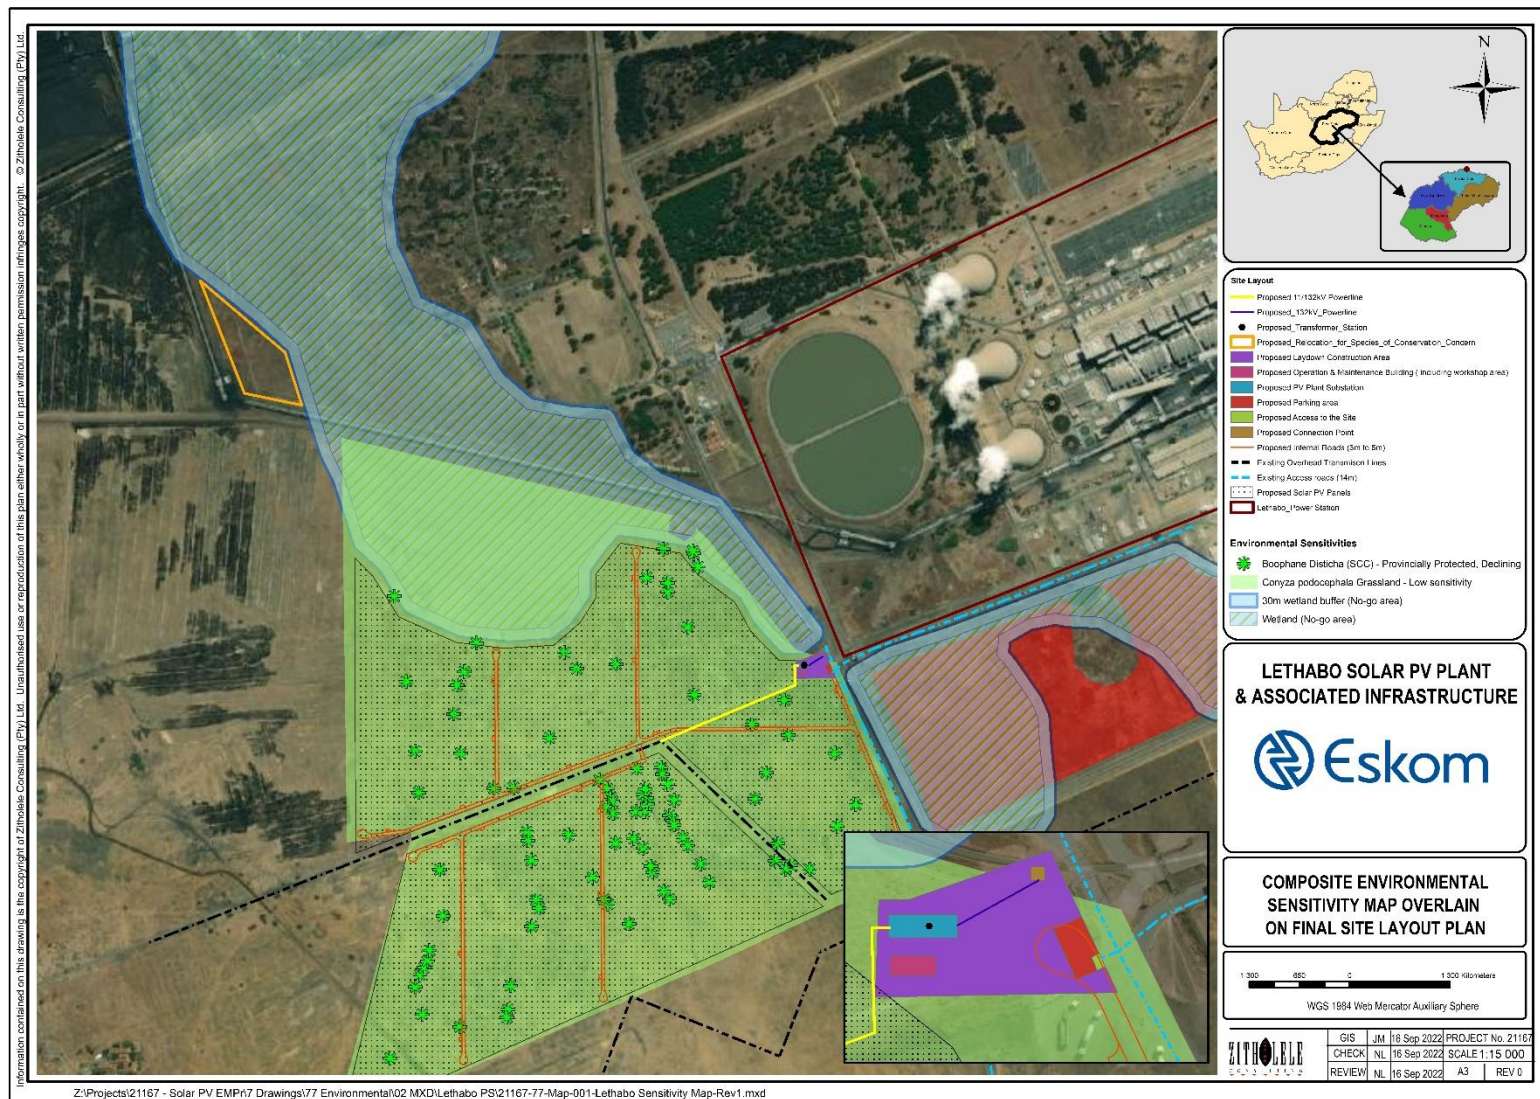 Information contained on this drawing is the copyright of Zitholele Consulting (Pty) Ltd. Unauthorised use or reproduction of this plan either wholly or in part without written permission infringes copyright. © Zitholele Consulting (Pty) Ltd.
N
Site Layout
Proposed 11/132kV Powerline
Proposed_132kV_Powerline
Proposed_Transformer_Station
Proposed_Relocation_for_Species_of_Conservation_Concern
Proposed Laydown Construction Area
Proposed Operation & Maintenance Building ( including workshop area)
Proposed PV Plant Substation
Proposed Parking area
Proposed Access to the Site
Proposed Connection Point
Proposed Internal Roads (3m to 5m)
Existing Overhead Transmison Lines
Existing Access roads (14m)
Proposed Solar PV Panels
Lethabo_Power Station
Environmental Sensitivities
Boophane Disticha (SCC) - Provincially Protected, Declining
Conyza podocephala Grassland - Low sensitivity
30m wetland buffer (No-go area)
Wetland (No-go area)
LETHABO SOLAR PV PLANT
& ASSOCIATED INFRASTRUCTURE
Eskom
COMPOSITE ENVIRONMENTAL
SENSITIVITY MAP OVERLAIN
ON FINAL SITE LAYOUT PLAN
1 300 650 0 1 300 Kilometers
WGS 1984 Web Mercator Auxiliary Sphere
ZITHOLELE
GIS JM 16 Sep 2022 PROJECT No. 21167
CHECK NL 16 Sep 2022 SCALE 1:15 000
REVIEW NL 16 Sep 2022 A3 REV 0
Z:\Projects\21167 - Solar PV EMPr\7 Drawings\77 Environmental\02 MXD\Lethabo PS\21167-77-Map-001-Lethabo Sensitivity Map-Rev1.mxd